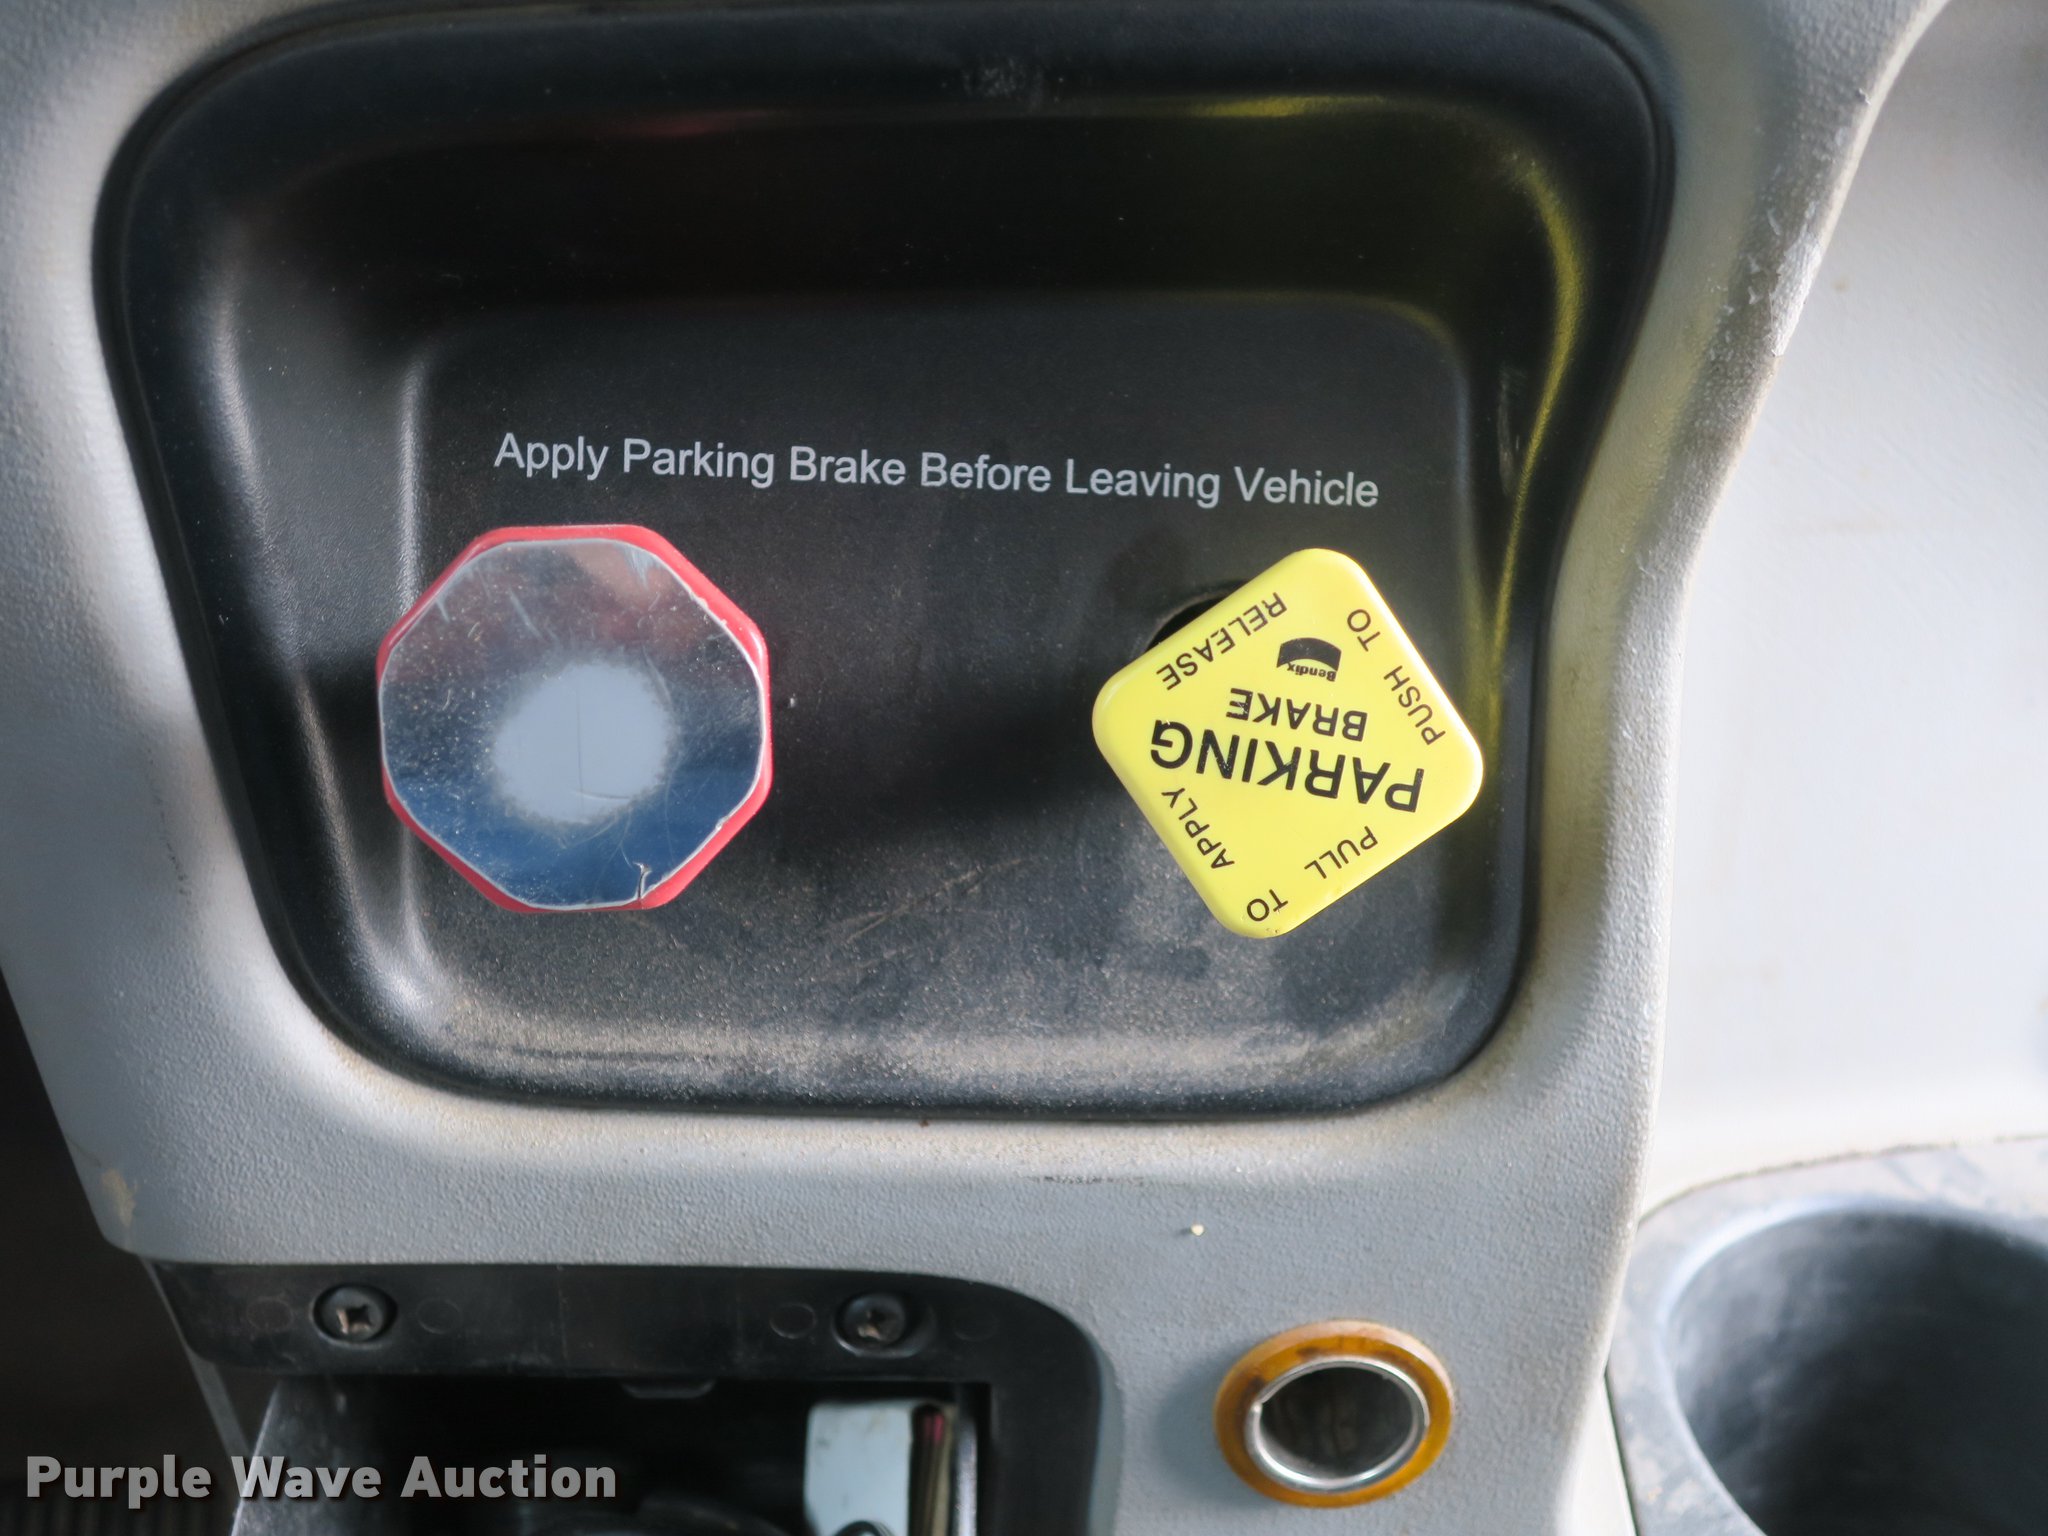 Apply Parking Brake Before Leaving Vehicle
PUSH TO
RELEASE
Bendix
PARKING
BRAKE
PULL
TO APPLY
Purple Wave Auction